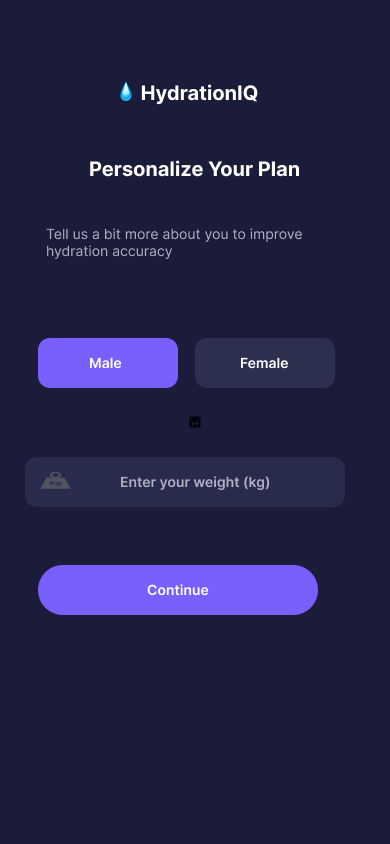 HydrationIQ
Personalize Your Plan
Tell us a bit more about you to improve
hydration accuracy
Male
Female
KG
Enter your weight (kg)
Continue